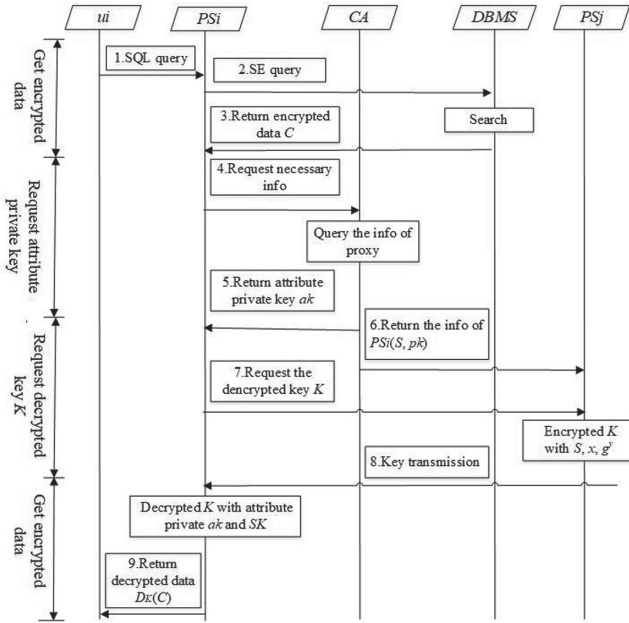 ui
PSi
CA
DBMS
PSj
Get encrypted
data
1.SQL query
2.SE query
Search
3.Return encrypted
data C
Request attribute
private key
4.Request necessary
info
Query the info of
proxy
5.Return attribute
private key ak
Request decrypted
key K
6.Return the info of
PSi(S, pk)
7.Request the
dencrypted key K
Encrypted K
with S, x, g^y
8.Key transmission
Get encrypted
data
Decrypted K with attribute
private ak and SK
9.Return
decrypted data
DK(C)